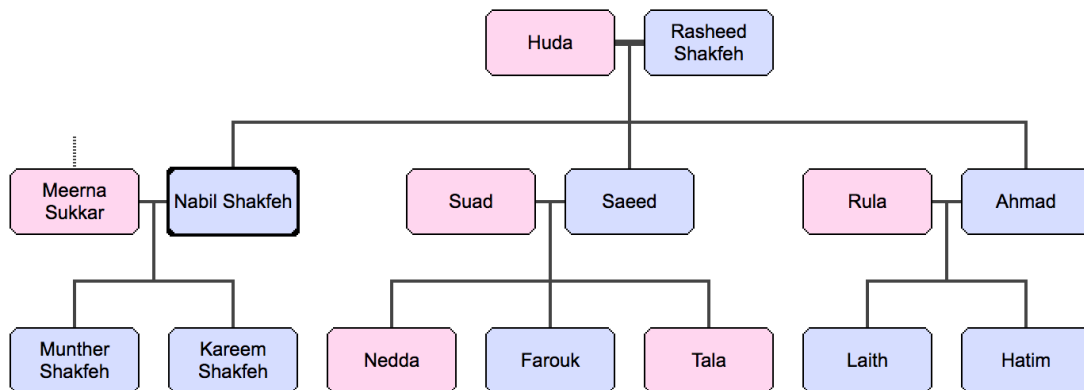 Huda
Rasheed
Shakfeh
Meerna
Sukkar
Nabil Shakfeh
Suad
Saeed
Rula
Ahmad
Munther
Shakfeh
Kareem
Shakfeh
Nedda
Farouk
Tala
Laith
Hatim